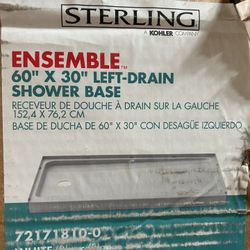 STERLING
A KOHLER COMPANY
ENSEMBLE™
60" X 30" LEFT-DRAIN
SHOWER BASE
RECEVEUR DE DOUCHE À DRAIN SUR LA GAUCHE
152,4 X 76,2 CM
BASE DE DUCHA DE 60" X 30" CON DESAGÜE IZQUIERDO
72171810-0
WHITE